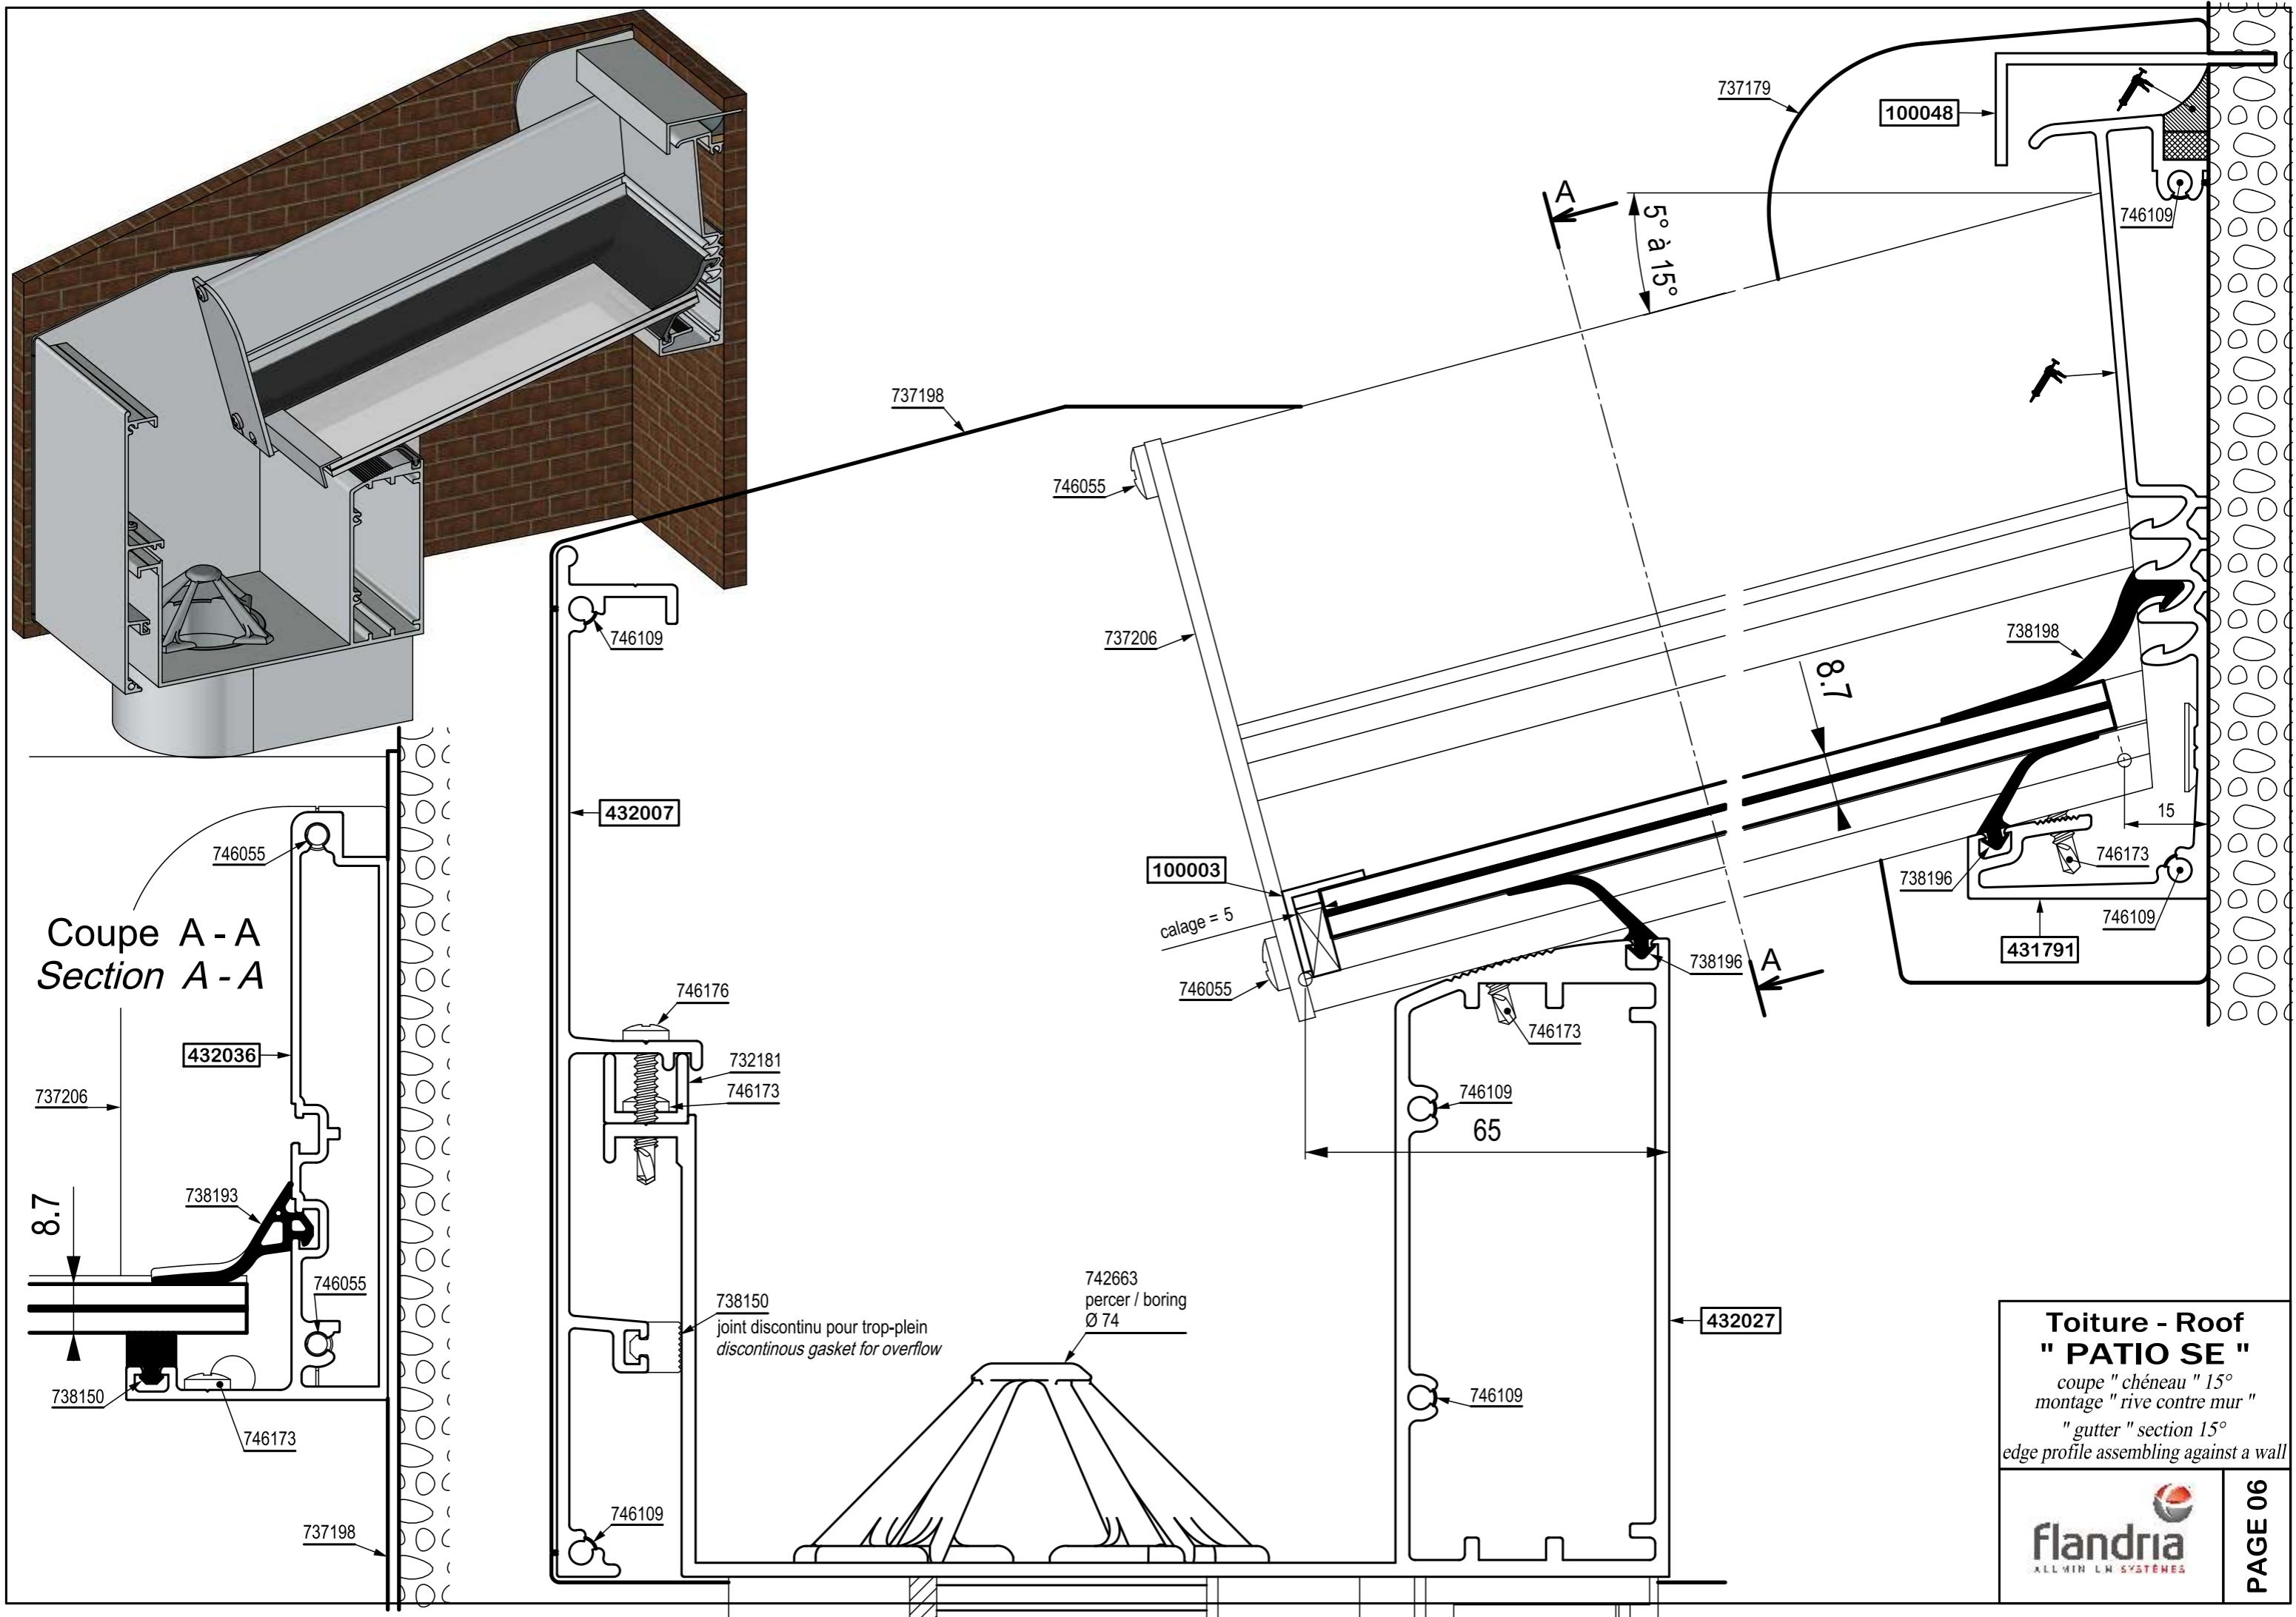 737179
100048
746109
A
5° à 15°
737198
746055
746109
737206
738198
8.7
432007
15
746055
100003
746173
738196
calage = 5
746109
Coupe A - A
Section A - A
431791
738196
A
746055
746176
746173
432036
732181
746173
737206
746109
65
738193
8.7
746055
742663
percer / boring
Ø 74
738150
joint discontinu pour trop-plein
discontinous gasket for overflow
432027
738150
746109
746173
746109
737198
Toiture - Roof
" PATIO SE "
coupe " chéneau " 15°
montage " rive contre mur "
" gutter " section 15°
edge profile assembling against a wall
flandria
PAGE 06